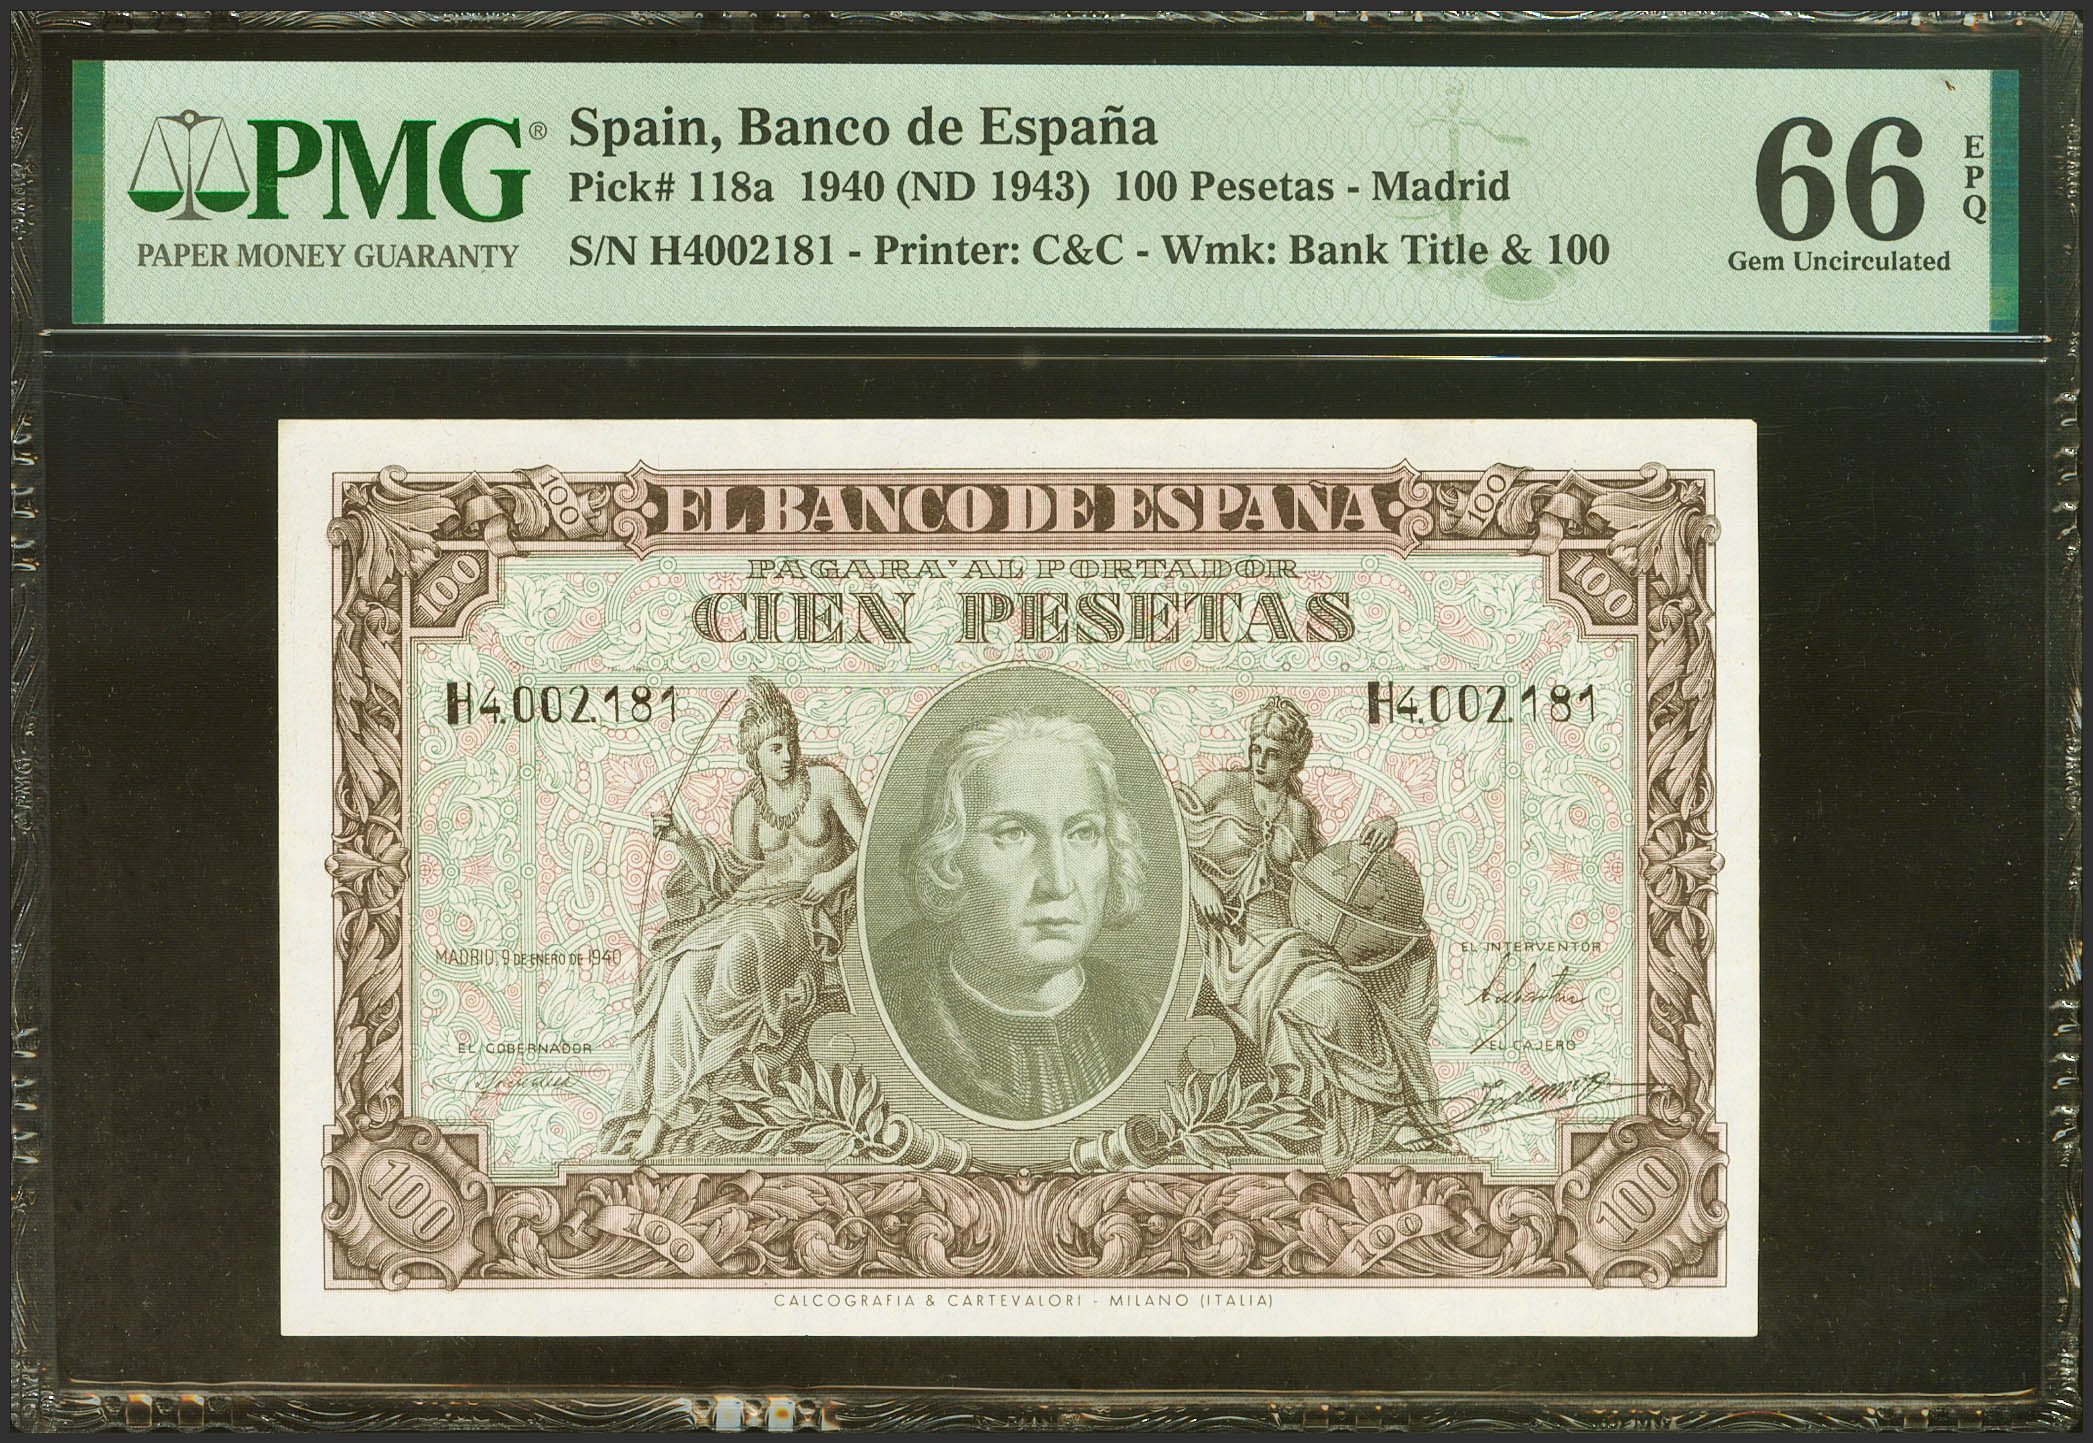 PMG®
PAPER MONEY GUARANTY
Spain, Banco de España
Pick# 118a 1940 (ND 1943) 100 Pesetas - Madrid
S/N H4002181 - Printer: C&C - Wmk: Bank Title & 100
66
EPQ
Gem Uncirculated
100
100
EL BANCO DE ESPAÑA
100
100
PAGARA' AL PORTADOR
CIEN PESETAS
H4.002.181
H4.002.181
MADRID, 9 DE ENERO DE 1940
EL INTERVENTOR
EL GOBERNADOR
EL CAJERO
100
100
100
100
CALCOGRAFIA & CARTEVALORI - MILANO (ITALIA)